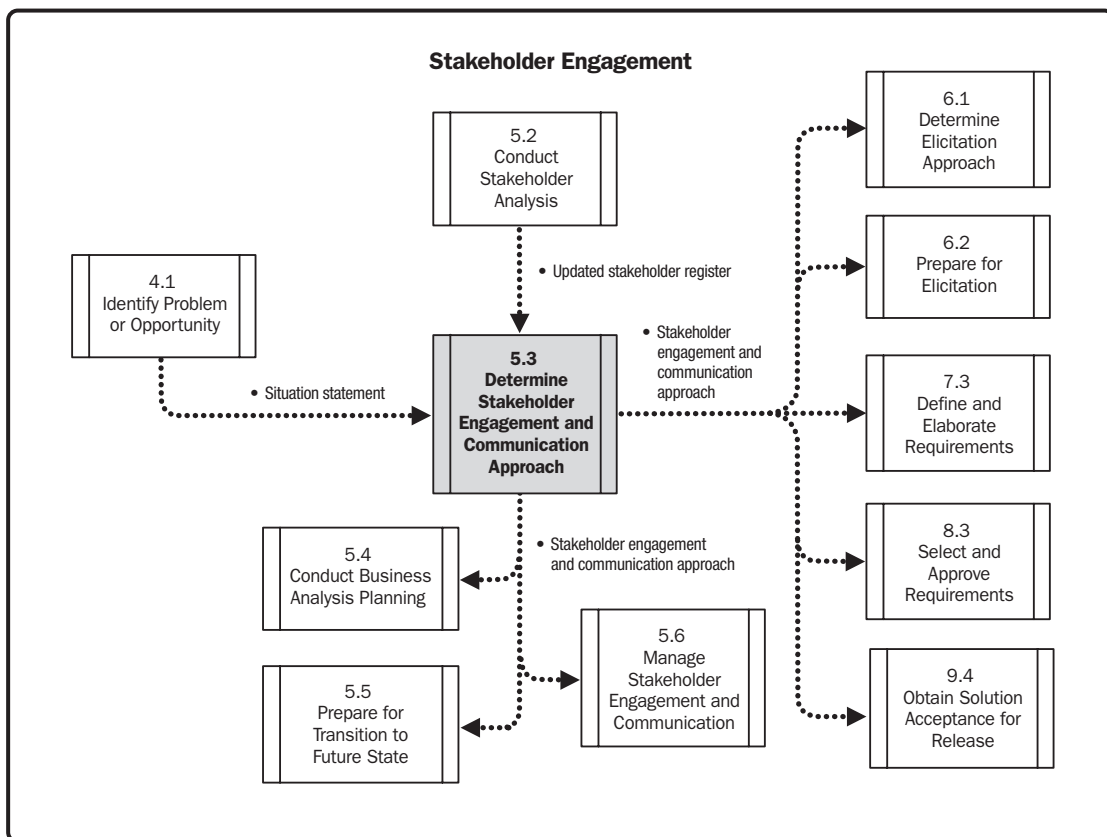 Stakeholder Engagement
5.2
Conduct
Stakeholder
Analysis
6.1
Determine
Elicitation
Approach
6.2
Prepare for
Elicitation
4.1
Identify Problem
or Opportunity
• Updated stakeholder register
• Situation statement
5.3
Determine
Stakeholder
Engagement and
Communication
Approach
• Stakeholder
engagement and
communication
approach
7.3
Define and
Elaborate
Requirements
• Stakeholder engagement
and communication approach
5.4
Conduct Business
Analysis Planning
8.3
Select and
Approve
Requirements
5.6
Manage
Stakeholder
Engagement and
Communication
5.5
Prepare for
Transition to
Future State
9.4
Obtain Solution
Acceptance for
Release